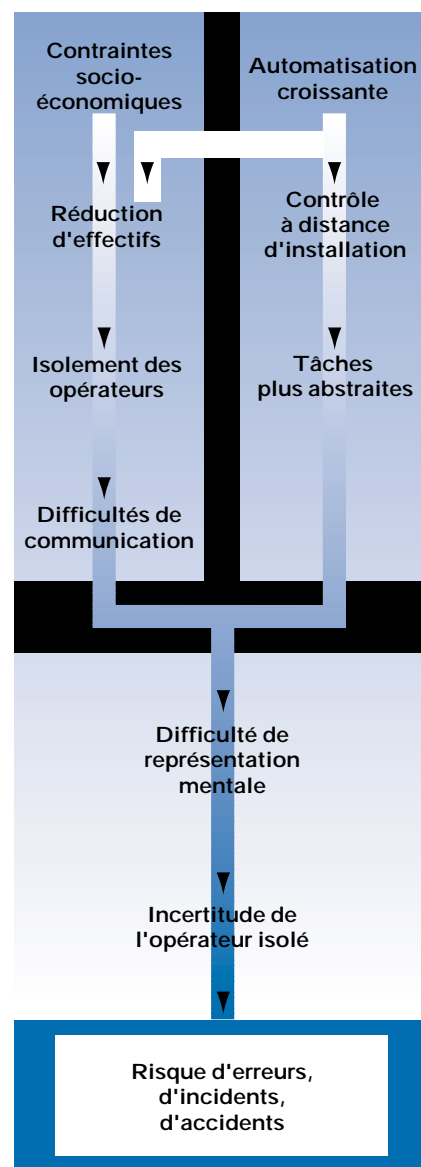 Contraintes
socio-
économiques
Automatisation
croissante
Réduction
d'effectifs
Contrôle
à distance
d'installation
Isolement des
opérateurs
Tâches
plus abstraites
Difficultés de
communication
Difficulté de
représentation
mentale
Incertitude de
l'opérateur isolé
Risque d'erreurs,
d'incidents,
d'accidents